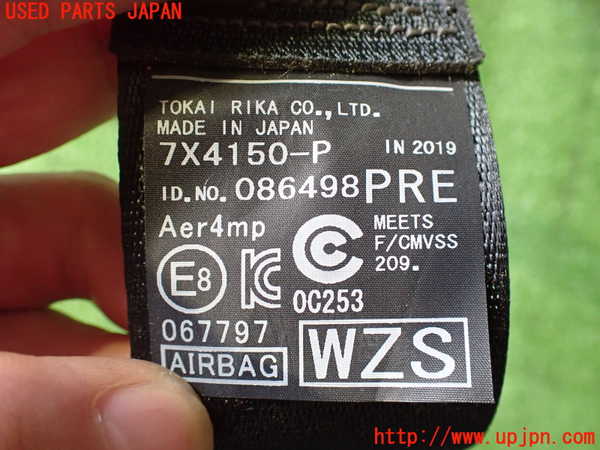 USED PARTS JAPAN
TOKAI RIKA CO.,LTD.
MADE IN JAPAN
7X4150-P IN 2019
ID.NO. 086498 PRE
Aer4mp
MEETS
F/CMVSS
209.
E8
0C253
067797
AIRBAG
WZS
http://www.upjpn.com/